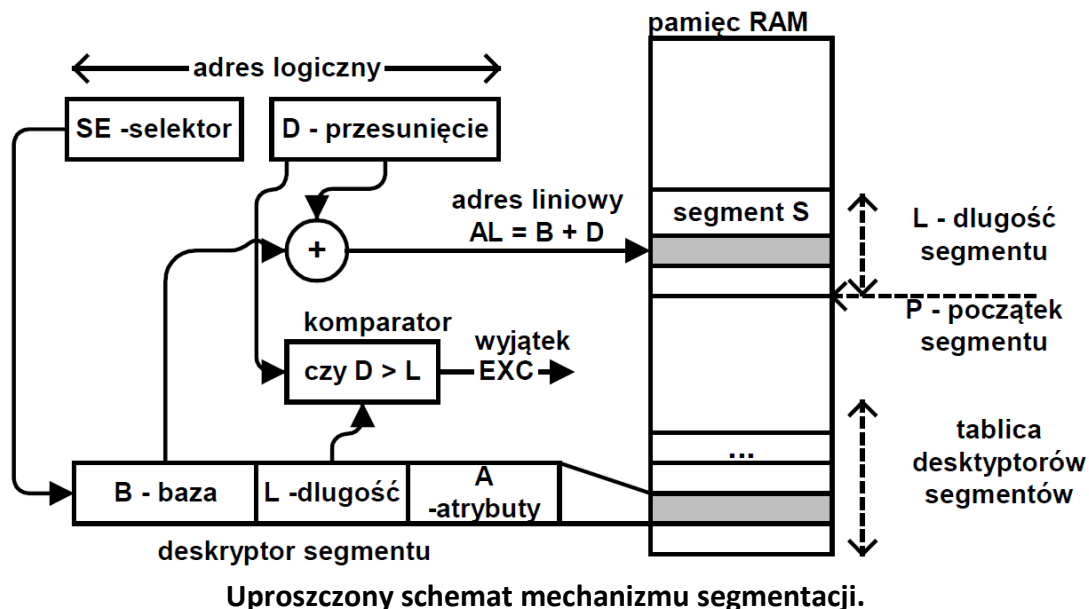 pamięc RAM
adres logiczny
SE -selektor
D - przesunięcie
adres liniowy
AL = B + D
segment S
L - dlugość
segmentu
+
P - początek
segmentu
komparator
czy D > L
wyjątek
EXC
...
tablica
desktyptorów
segmentów
B - baza
L -dlugość
A
-atrybuty
deskryptor segmentu
Uproszczony schemat mechanizmu segmentacji.